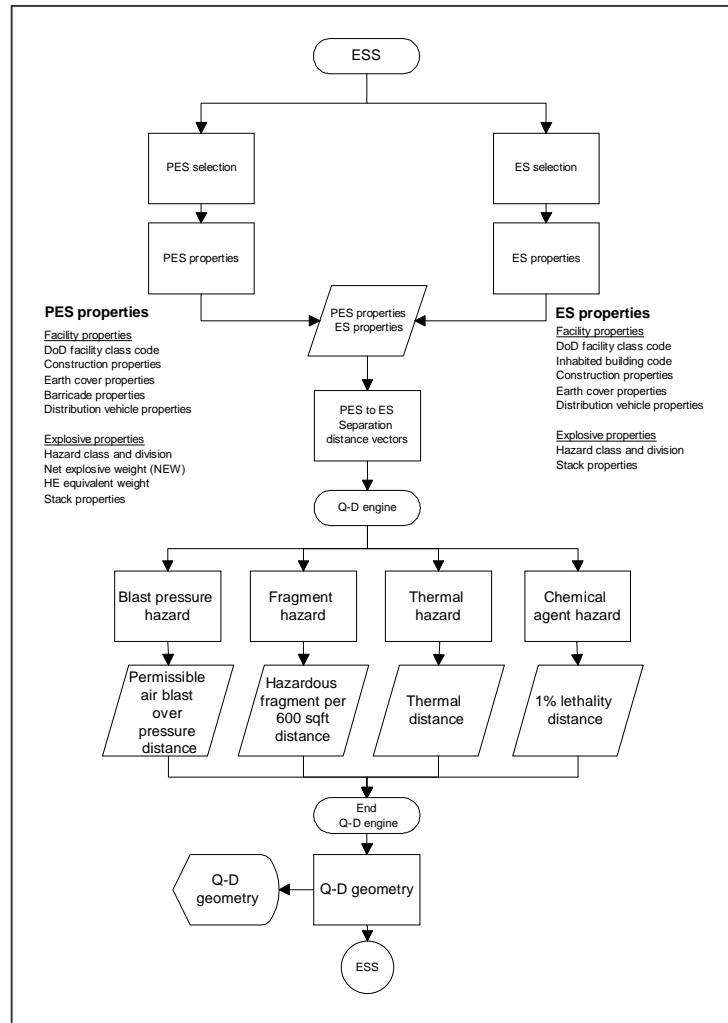 ESS
PES selection
ES selection
PES properties
ES properties
PES properties
ES properties
PES properties
Facility properties
DoD facility class code
Construction properties
Earth cover properties
Barricade properties
Distribution vehicle properties
Explosive properties
Hazard class and division
Net explosive weight (NEW)
HE equivalent weight
Stack properties
ES properties
Facility properties
DoD facility class code
Inhabited building code
Construction properties
Earth cover properties
Distribution vehicle properties
Explosive properties
Hazard class and division
Stack properties
PES to ES
Separation
distance vectors
Q-D engine
Blast pressure
hazard
Fragment
hazard
Thermal
hazard
Chemical
agent hazard
Permissible
air blast
over
pressure
distance
Hazardous
fragment per
600 sqft
distance
Thermal
distance
1% lethality
distance
End
Q-D engine
Q-D
geometry
Q-D geometry
ESS